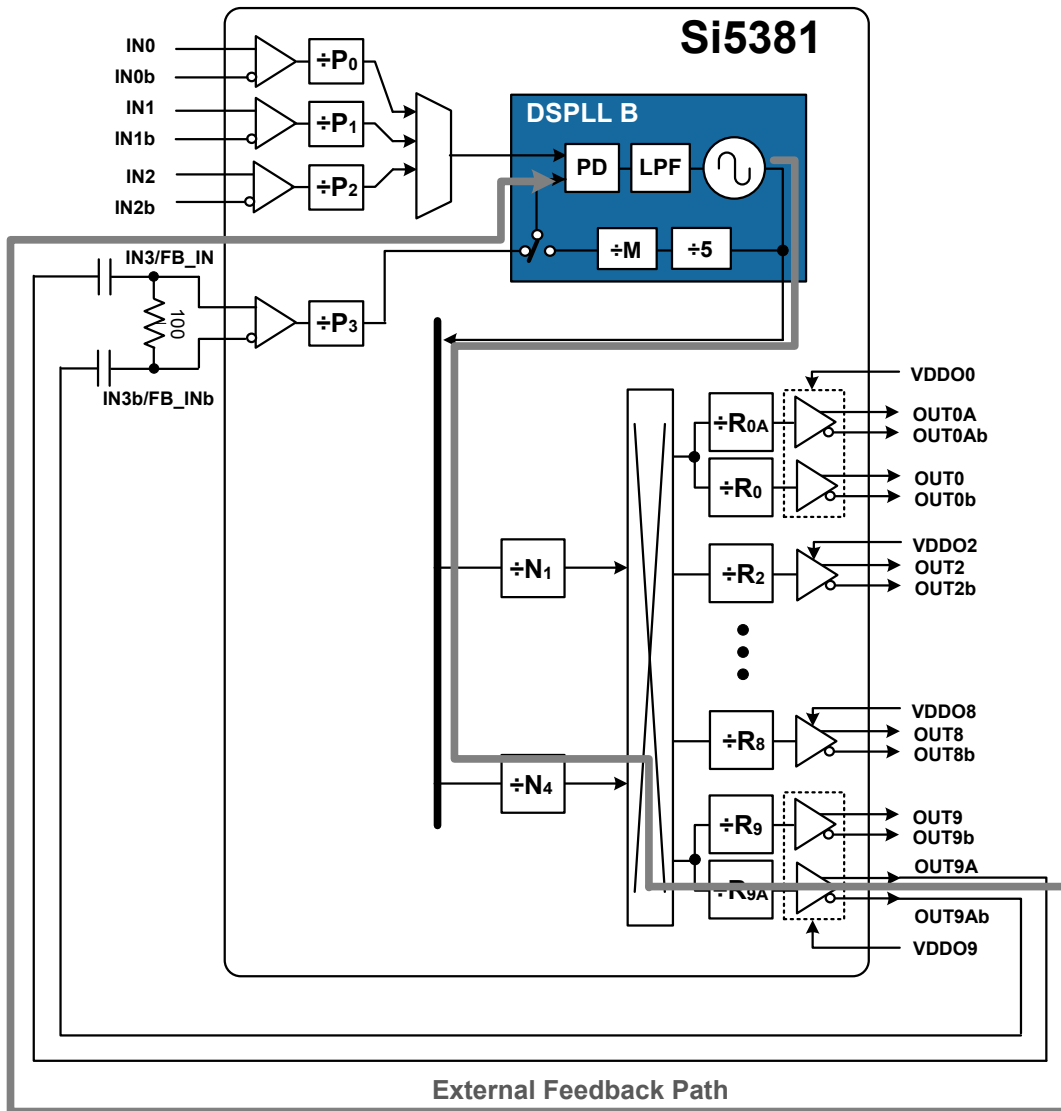 Si5381
IN0
IN0b
÷P0
IN1
IN1b
÷P1
IN2
IN2b
÷P2
DSPLL B
PD
LPF
÷M
÷5
IN3/FB_IN
100
÷P3
IN3b/FB_INb
VDDO0
÷R0A
OUT0A
OUT0Ab
÷R0
OUT0
OUT0b
VDDO2
÷N1
÷R2
OUT2
OUT2b
VDDO8
÷R8
OUT8
OUT8b
÷N4
÷R9
OUT9
OUT9b
÷R9A
OUT9A
OUT9Ab
VDDO9
External Feedback Path